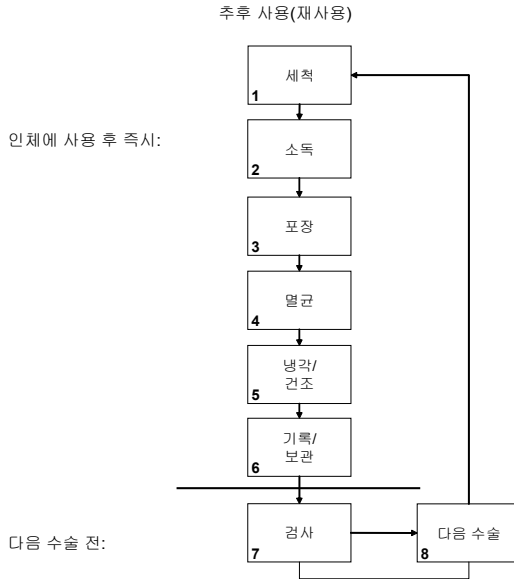 추후 사용(재사용)
세척
1
인체에 사용 후 즉시:
소독
2
포장
3
멸균
4
냉각/
건조
5
기록/
보관
6
다음 수술 전:
검사
7
다음 수술
8